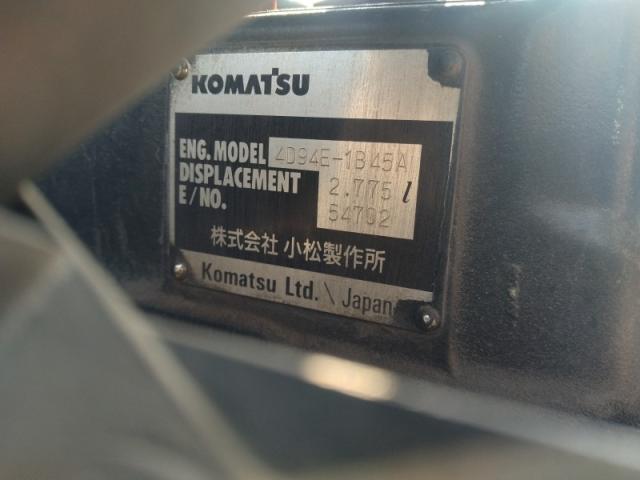 KOMATSU
ENG. MODEL 4D94E-1B45A
DISPLACEMENT 2.775 l
E/NO. 54792
株式会社 小松製作所
Komatsu Ltd. \ Japan